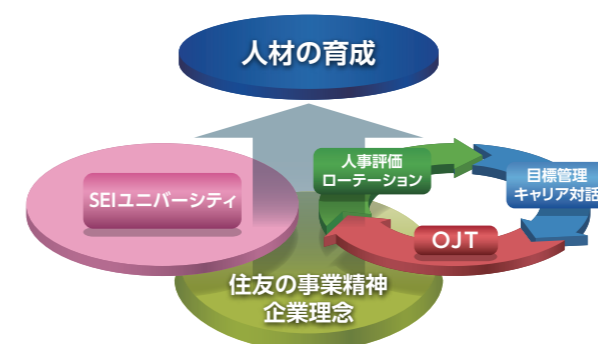 人材の育成
SEIユニバーシティ
人事評価
ローテーション
目標管理
キャリア対話
OJT
住友の事業精神
企業理念